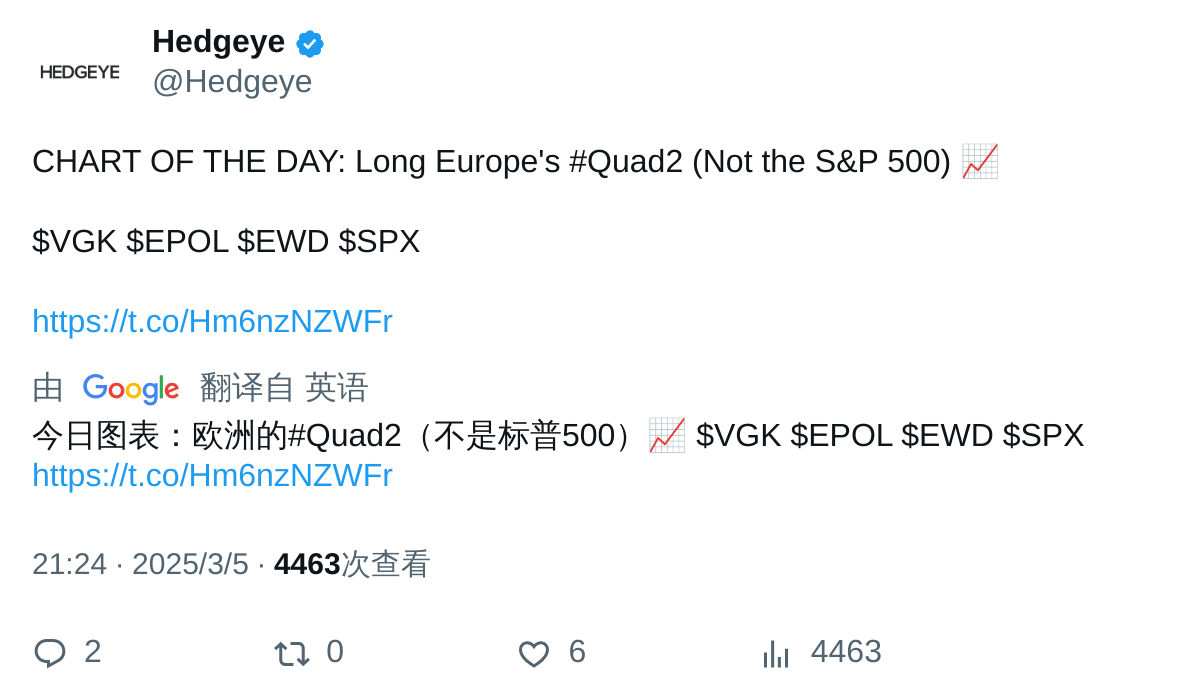 HEDGEYE
Hedgeye
@Hedgeye
CHART OF THE DAY: Long Europe's #Quad2 (Not the S&P 500) 📈
$VGK $EPOL $EWD $SPX
https://t.co/Hm6nzNZWFr
由 Google 翻译自 英语
今日图表：欧洲的#Quad2（不是标普500）📈 $VGK $EPOL $EWD $SPX
https://t.co/Hm6nzNZWFr
21:24 · 2025/3/5 · 4463次查看
2 0 6 4463